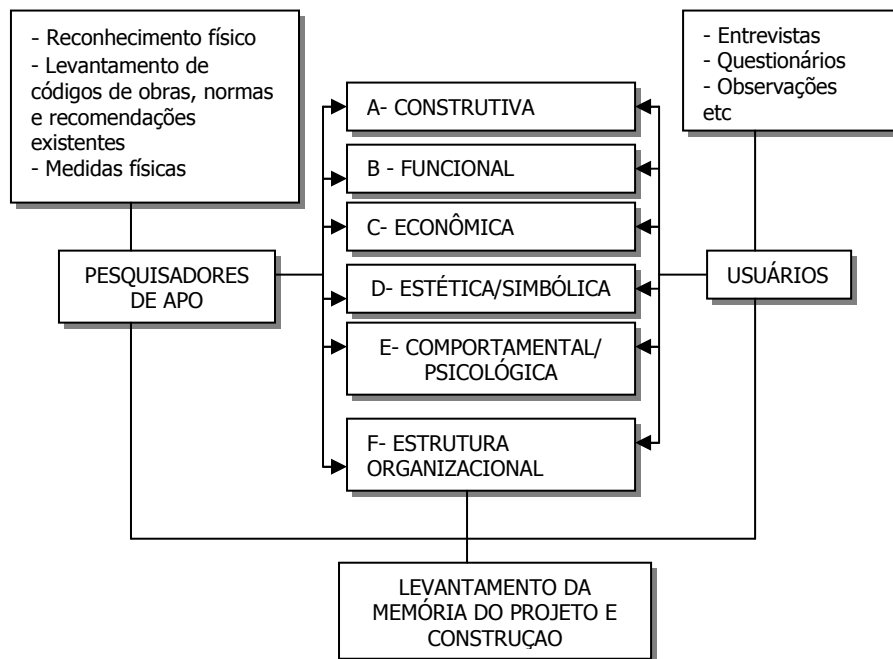 - Reconhecimento físico
- Levantamento de
códigos de obras, normas
e recomendações
existentes
- Medidas físicas
- Entrevistas
- Questionários
- Observações
etc
A- CONSTRUTIVA
B - FUNCIONAL
C- ECONÔMICA
D- ESTÉTICA/SIMBÓLICA
E- COMPORTAMENTAL/
PSICOLÓGICA
F- ESTRUTURA
ORGANIZACIONAL
PESQUISADORES
DE APO
USUÁRIOS
LEVANTAMENTO DA
MEMÓRIA DO PROJETO E
CONSTRUÇAO